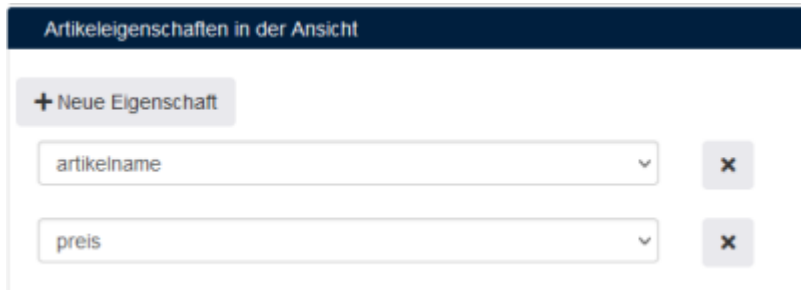 Artikeleigenschaften in der Ansicht
+ Neue Eigenschaft
artikelname
preis